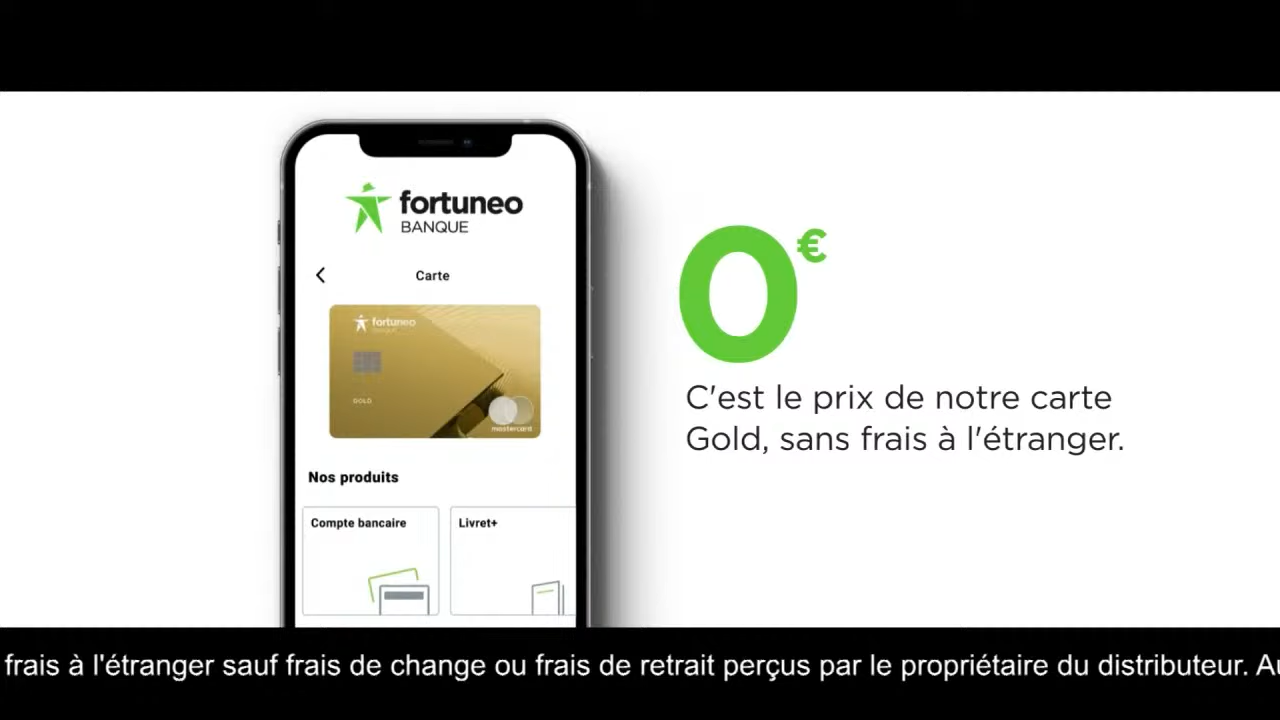 fortuneo
BANQUE
Carte
fortuneo
GOLD
mastercard
Nos produits
Compte bancaire
Livret+
0€
C'est le prix de notre carte
Gold, sans frais à l'étranger.
frais à l'étranger sauf frais de change ou frais de retrait perçus par le propriétaire du distributeur. Au